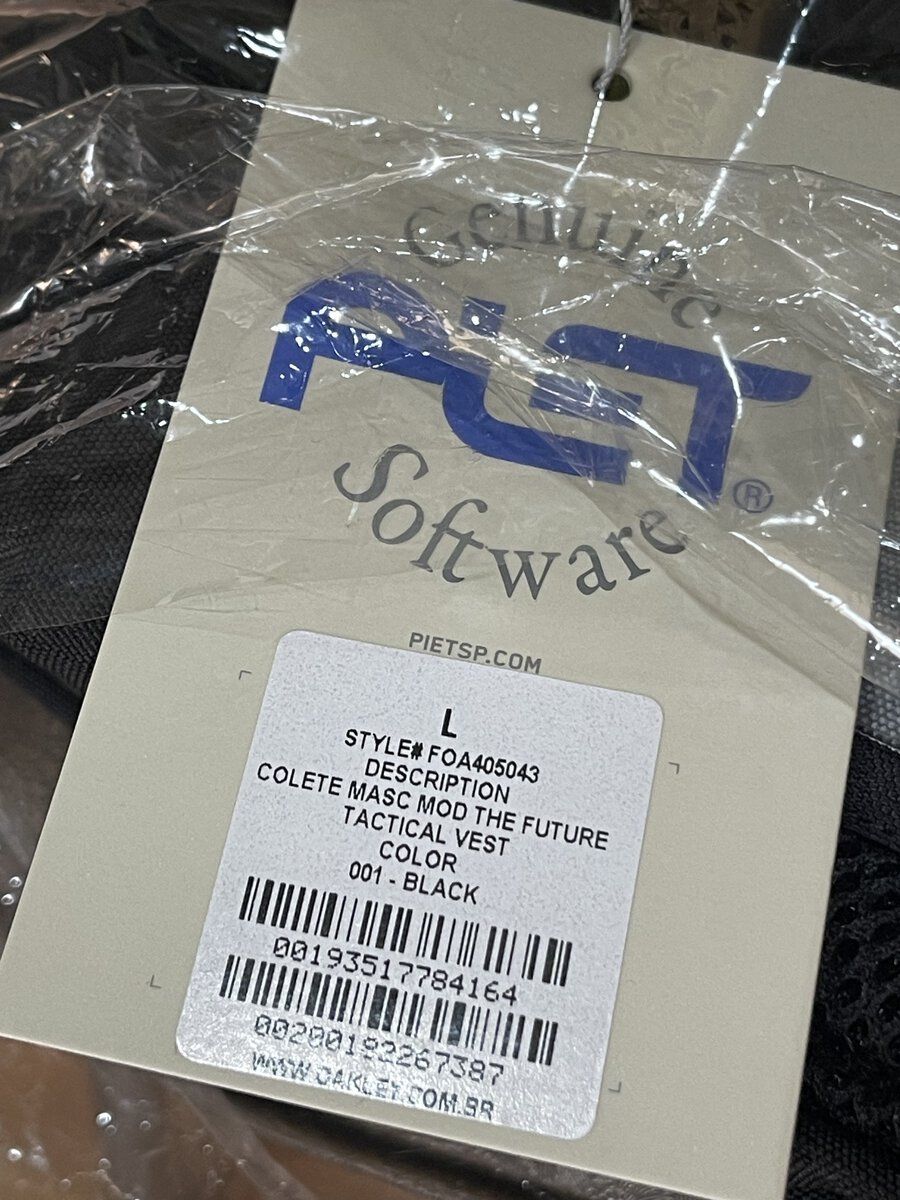 Genuine
PIET®
Software
PIETSP.COM
L
STYLE# FOA405043
DESCRIPTION
COLETE MASC MOD THE FUTURE
TACTICAL VEST
COLOR
001 - BLACK
00193517784164
00200193267387
WWW.OAKLEY.COM.BR